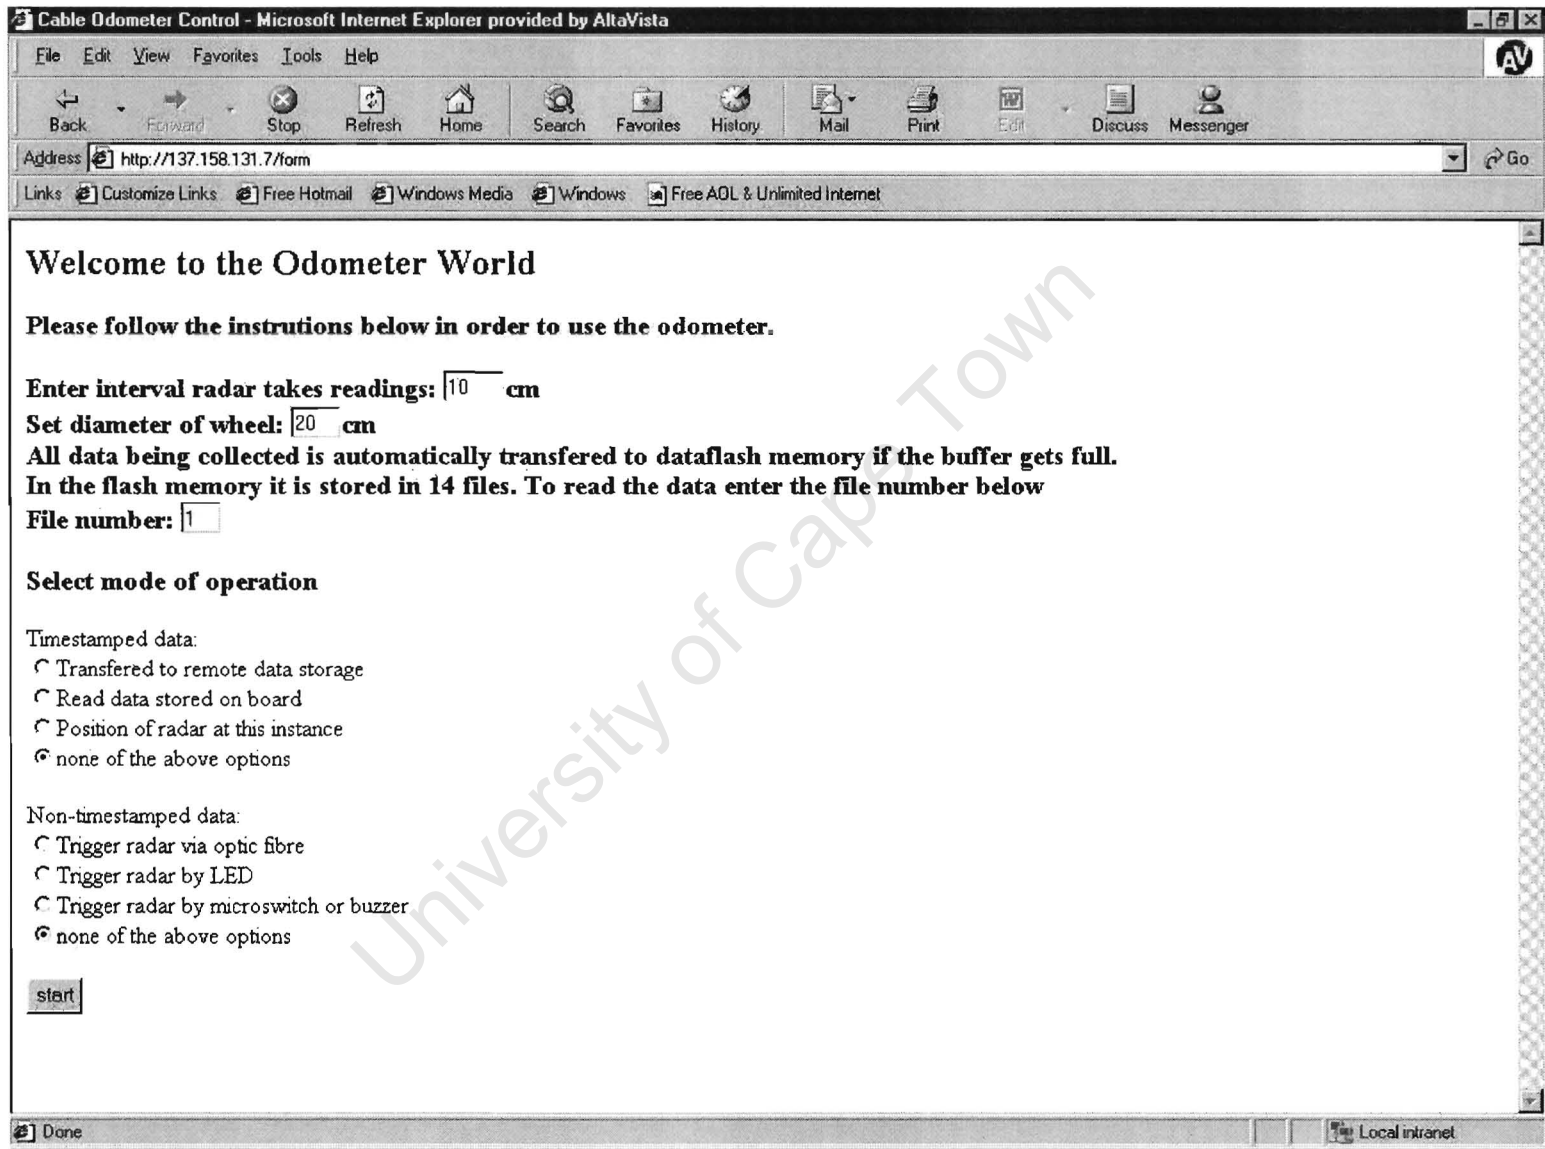 Cable Odometer Control - Microsoft Internet Explorer provided by AltaVista
File Edit View Favorites Tools Help
AV
Back Forward Stop Refresh Home Search Favorites History Mail Print Edit Discuss Messenger
Address http://137.158.131.7/form Go
Links Customize Links Free Hotmail Windows Media Windows Free AOL & Unlimited Internet
Welcome to the Odometer World
Please follow the instrutions below in order to use the odometer.
Enter interval radar takes readings: 10 cm
Set diameter of wheel: 20 cm
All data being collected is automatically transfered to dataflash memory if the buffer gets full.
In the flash memory it is stored in 14 files. To read the data enter the file number below
File number: 1
Select mode of operation
Timestamped data:
Transfered to remote data storage
Read data stored on board
Position of radar at this instance
none of the above options
Non-timestamped data:
Trigger radar via optic fibre
Trigger radar by LED
Trigger radar by microswitch or buzzer
none of the above options
start
University of Cape Town
Done Local intranet